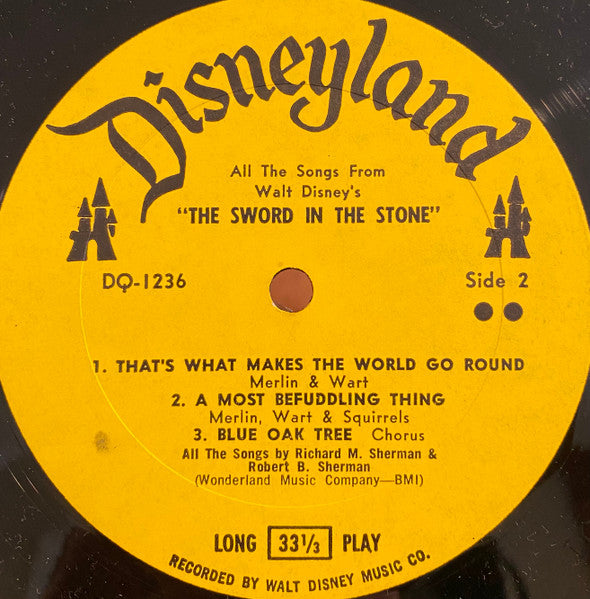 Disneyland
All The Songs From
Walt Disney's
"THE SWORD IN THE STONE"
DQ-1236
Side 2
1. THAT'S WHAT MAKES THE WORLD GO ROUND
Merlin & Wart
2. A MOST BEFUDDLING THING
Merlin, Wart & Squirrels
3. BLUE OAK TREE Chorus
All The Songs by Richard M. Sherman &
Robert B. Sherman
(Wonderland Music Company—BMI)
LONG 33⅓ PLAY
RECORDED BY WALT DISNEY MUSIC CO.